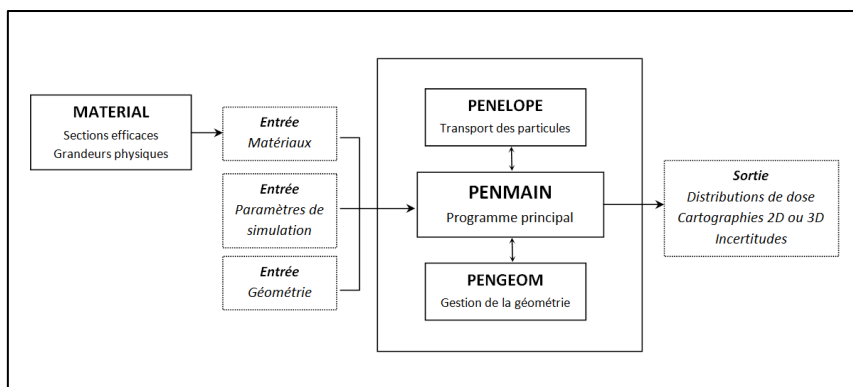 MATERIAL
Sections efficaces
Grandeurs physiques
Entrée
Matériaux
Entrée
Paramètres de
simulation
Entrée
Géométrie
PENELOPE
Transport des particules
PENMAIN
Programme principal
PENGEOM
Gestion de la géométrie
Sortie
Distributions de dose
Cartographies 2D ou 3D
Incertitudes